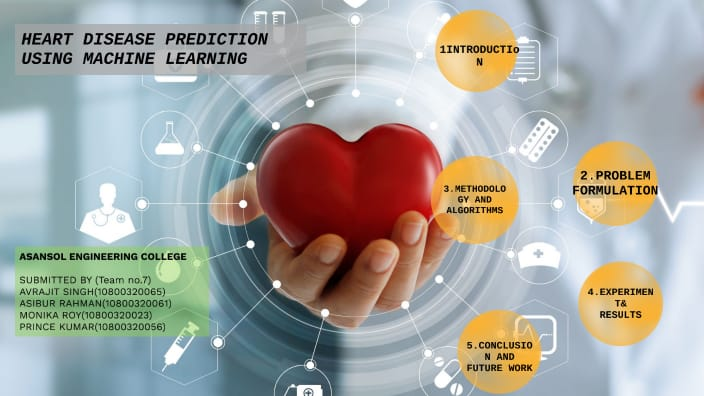 HEART DISEASE PREDICTION
USING MACHINE LEARNING
1INTRODUCTIo
N
2.PROBLEM
FORMULATION
3.METHODOLO
GY AND
ALGORITHMS
4.EXPERIMEN
T&
RESULTS
5.CONCLUSIO
N AND
FUTURE WORK
ASANSOL ENGINEERING COLLEGE
SUBMITTED BY (Team no.7)
AVRAJIT SINGH(10800320065)
ASIBUR RAHMAN(10800320061)
MONIKA ROY(10800320023)
PRINCE KUMAR(10800320056)